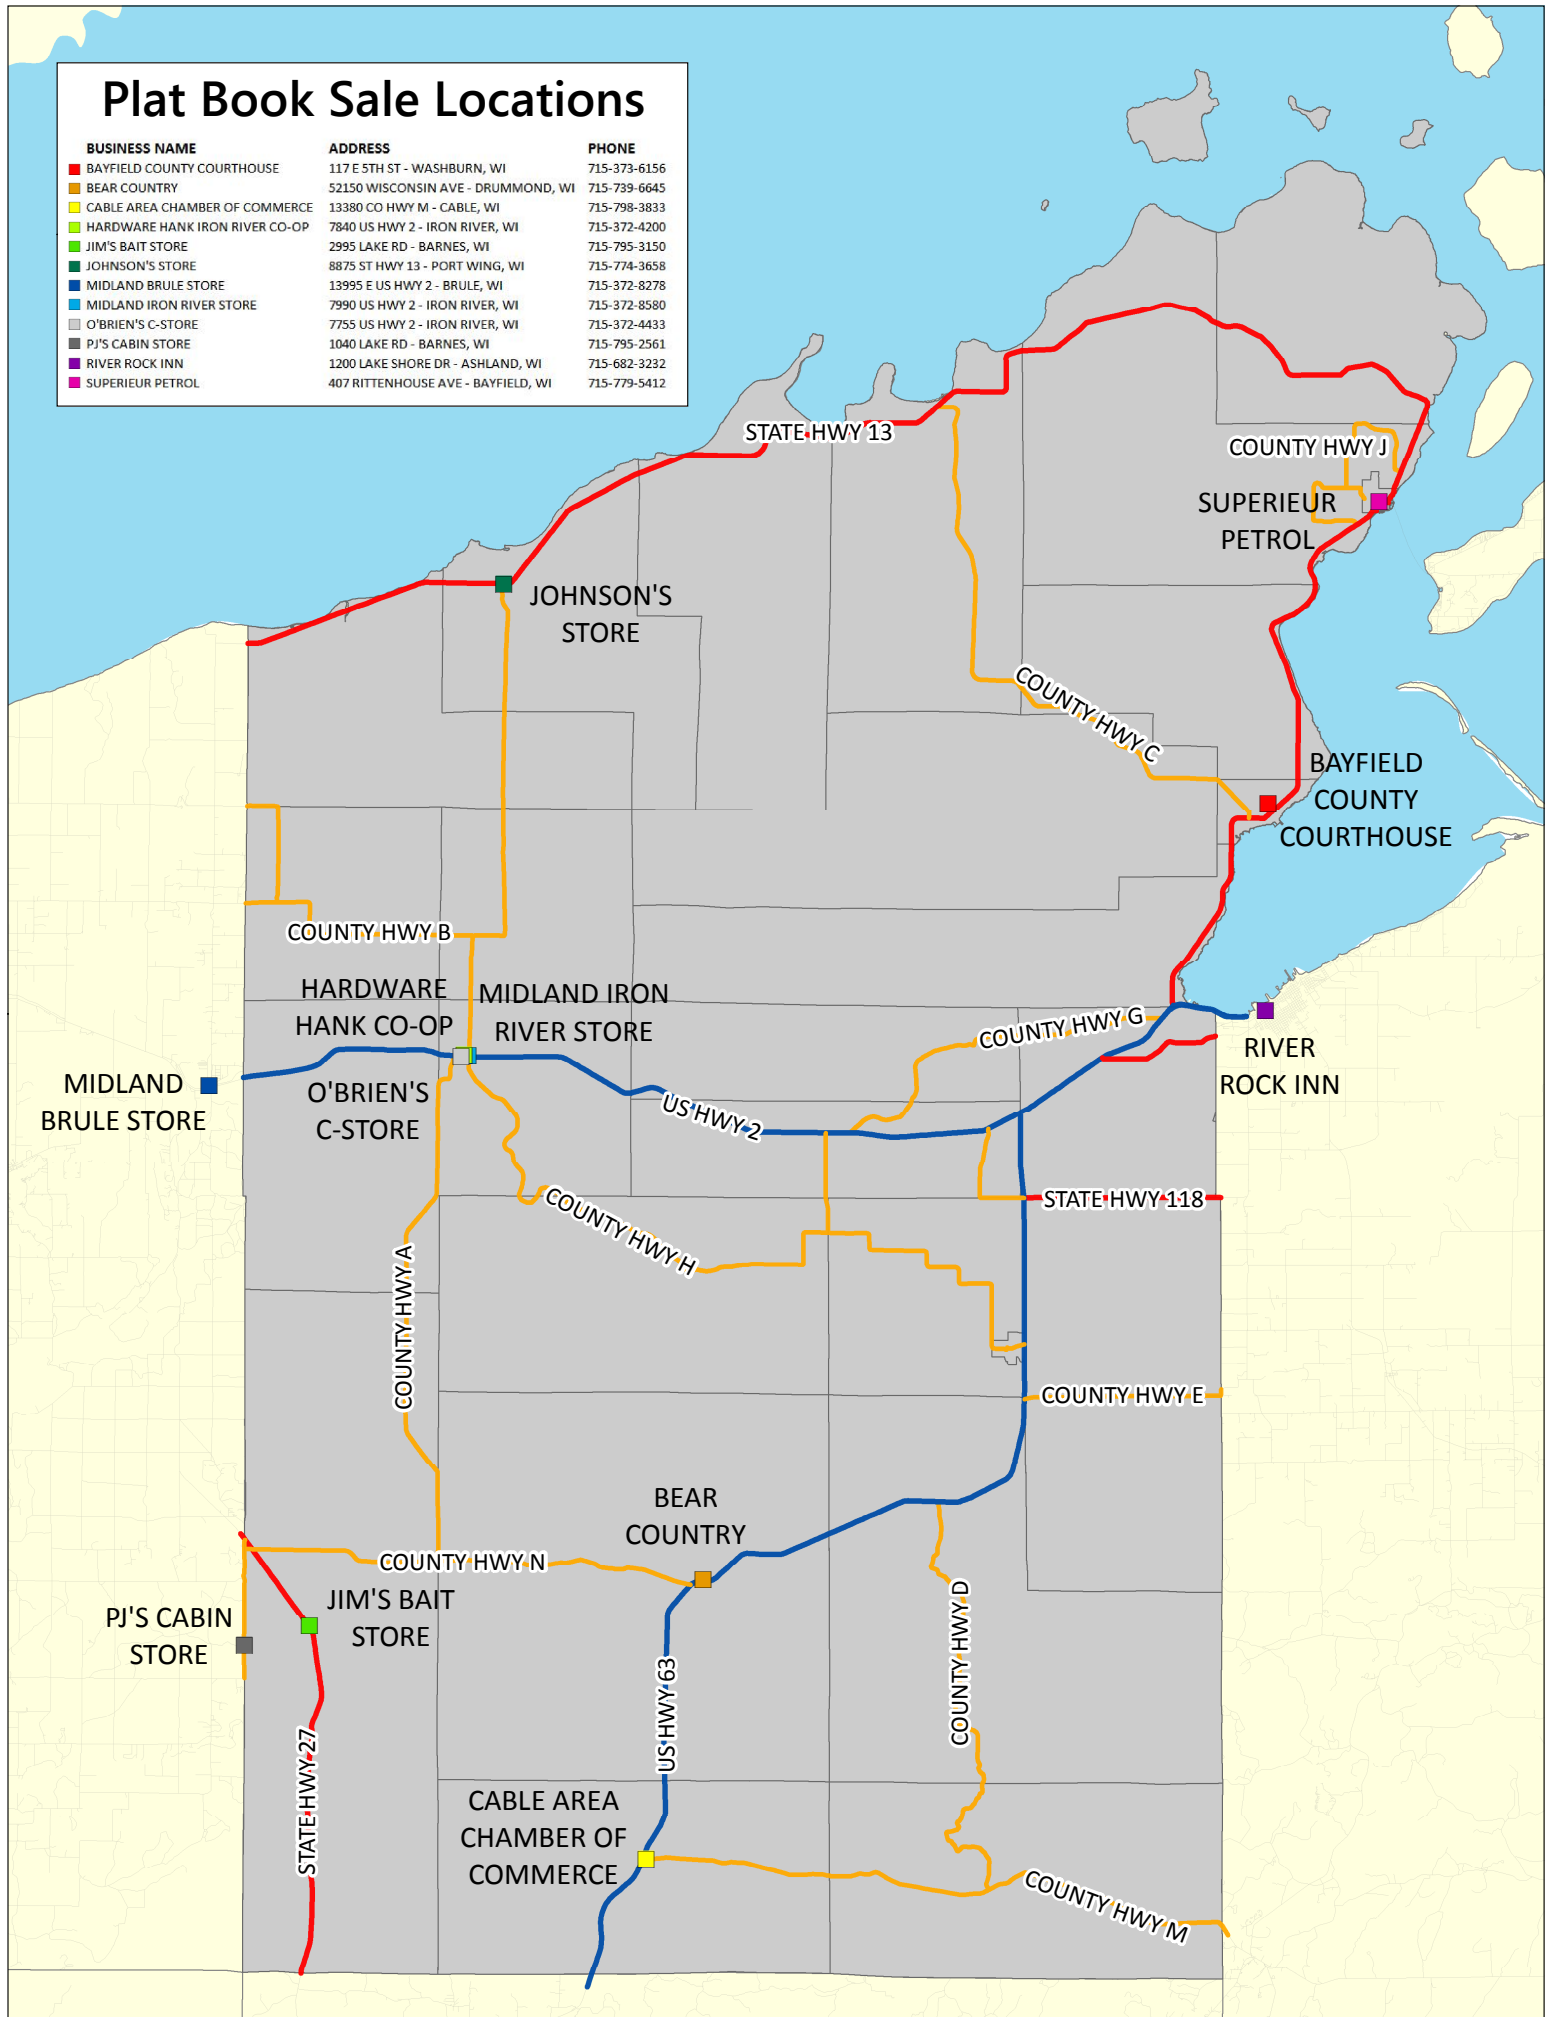 Plat Book Sale Locations
BUSINESS NAME ADDRESS PHONE
BAYFIELD COUNTY COURTHOUSE 117 E 5TH ST - WASHBURN, WI 715-373-6156
BEAR COUNTRY 52150 WISCONSIN AVE - DRUMMOND, WI 715-739-6645
CABLE AREA CHAMBER OF COMMERCE 13380 CO HWY M - CABLE, WI 715-798-3833
HARDWARE HANK IRON RIVER CO-OP 7840 US HWY 2 - IRON RIVER, WI 715-372-4200
JIM'S BAIT STORE 2995 LAKE RD - BARNES, WI 715-795-3150
JOHNSON'S STORE 8875 ST HWY 13 - PORT WING, WI 715-774-3658
MIDLAND BRULE STORE 13995 E US HWY 2 - BRULE, WI 715-372-8278
MIDLAND IRON RIVER STORE 7990 US HWY 2 - IRON RIVER, WI 715-372-8580
O'BRIEN'S C-STORE 7755 US HWY 2 - IRON RIVER, WI 715-372-4433
PJ'S CABIN STORE 1040 LAKE RD - BARNES, WI 715-795-2561
RIVER ROCK INN 1200 LAKE SHORE DR - ASHLAND, WI 715-682-3232
SUPERIEUR PETROL 407 RITTENHOUSE AVE - BAYFIELD, WI 715-779-5412
STATE HWY 13
COUNTY HWY J
SUPERIEUR
PETROL
JOHNSON'S
STORE
COUNTY HWY C
BAYFIELD
COUNTY
COURTHOUSE
COUNTY HWY B
HARDWARE
HANK CO-OP
MIDLAND IRON
RIVER STORE
COUNTY HWY G
RIVER
ROCK INN
MIDLAND
BRULE STORE
O'BRIEN'S
C-STORE
US HWY 2
COUNTY HWY H
STATE HWY 118
COUNTY HWY A
COUNTY HWY E
BEAR
COUNTRY
COUNTY HWY N
JIM'S BAIT
STORE
PJ'S CABIN
STORE
COUNTY HWY D
US HWY 63
STATE HWY 27
CABLE AREA
CHAMBER OF
COMMERCE
COUNTY HWY M